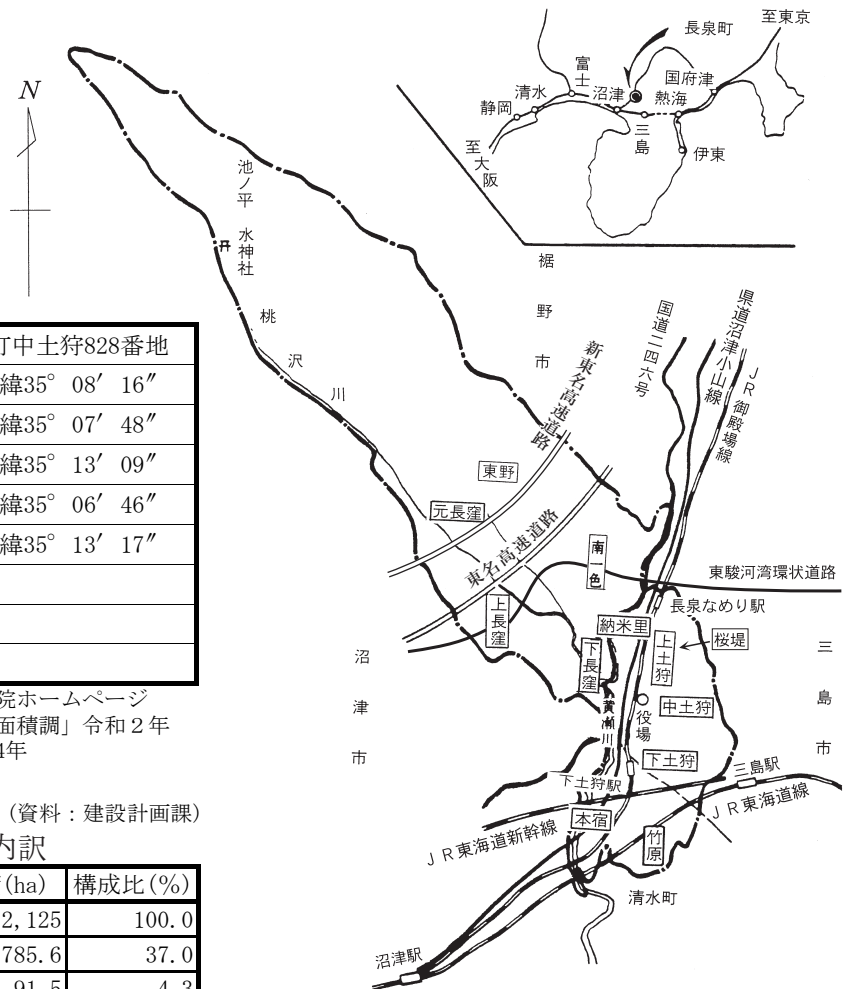 至東京
長泉町
富士
国府津
清水
沼津
熱海
静岡
三島
伊東
至大阪
N
池ノ平
水神社
桃沢川
裾野市
国道二四六号
県道沼津小山線
JR御殿場線
新東名高速道路
東野
元長窪
東名高速道路
南一色
東駿河湾環状道路
長泉なめり駅
上長窪
納米里
上土狩
桜堤
下長窪
沼津市
三島市
中土狩
役場
黄瀬川
下土狩
下土狩駅
三島駅
JR東海道新幹線
本宿
JR東海道線
竹原
清水町
沼津駅
町中土狩828番地
緯35° 08′ 16″
緯35° 07′ 48″
緯35° 13′ 09″
緯35° 06′ 46″
緯35° 13′ 17″
院ホームページ
面積調」令和2年
4年
(資料:建設計画課)
内訳
(ha) 構成比(%)
2,125 100.0
785.6 37.0
91.5 4.3